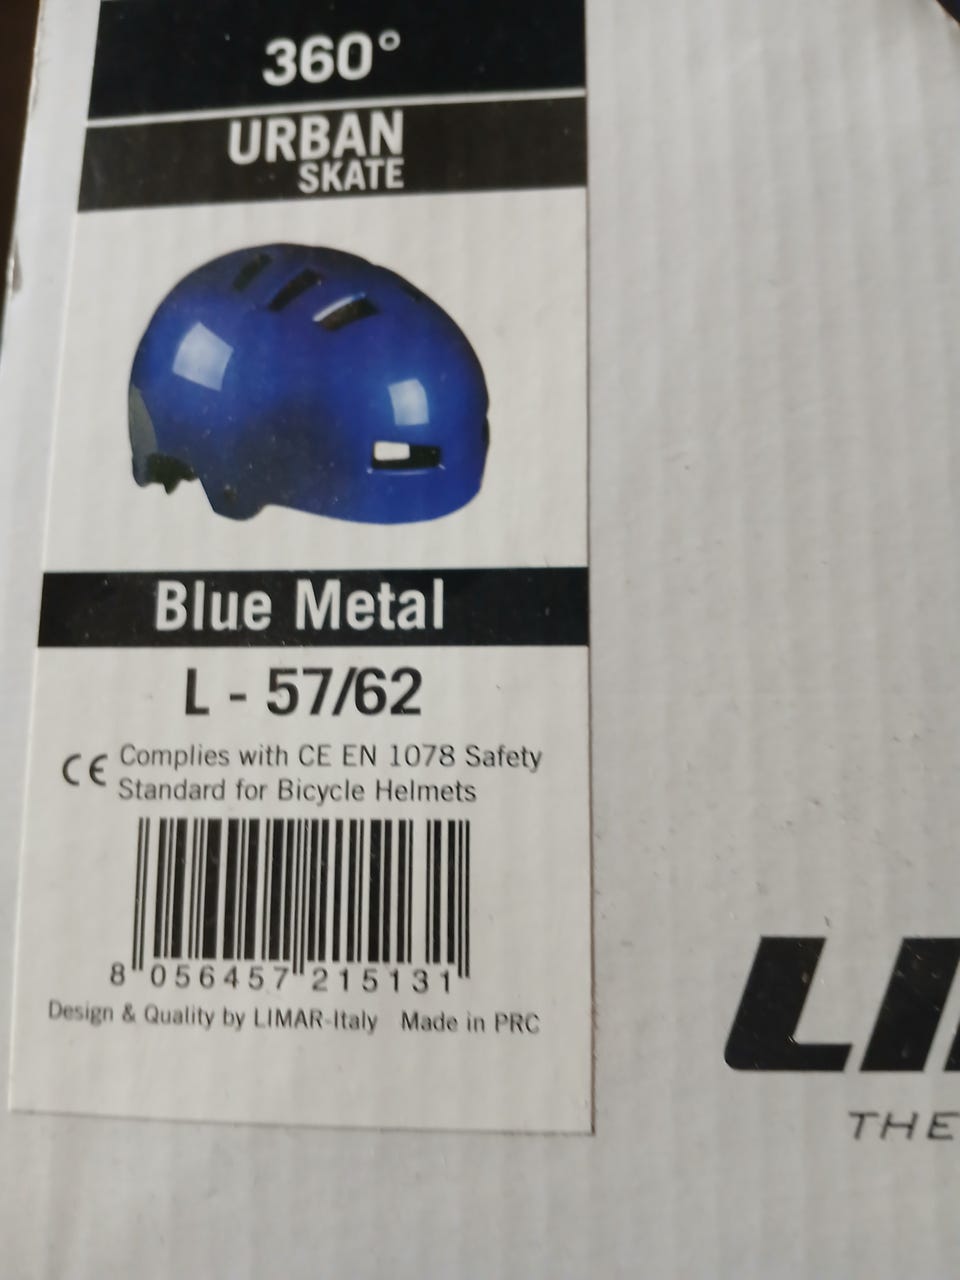 360°
URBAN
SKATE
Blue Metal
L - 57/62
CE Complies with CE EN 1078 Safety
Standard for Bicycle Helmets
8 056457 215131
Design & Quality by LIMAR-Italy Made in PRC
THE